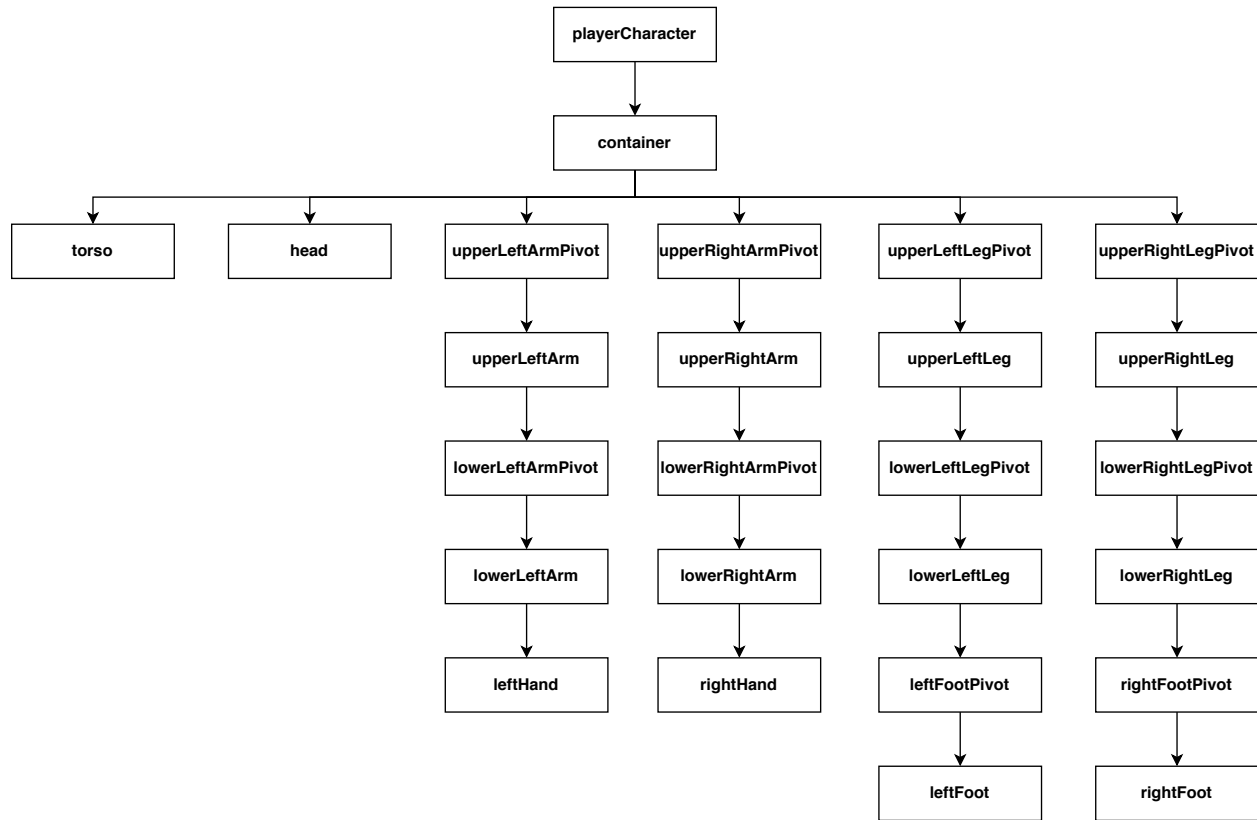 playerCharacter
container
torso
head
upperLeftArmPivot
upperRightArmPivot
upperLeftLegPivot
upperRightLegPivot
upperLeftArm
upperRightArm
upperLeftLeg
upperRightLeg
lowerLeftArmPivot
lowerRightArmPivot
lowerLeftLegPivot
lowerRightLegPivot
lowerLeftArm
lowerRightArm
lowerLeftLeg
lowerRightLeg
leftHand
rightHand
leftFootPivot
rightFootPivot
leftFoot
rightFoot